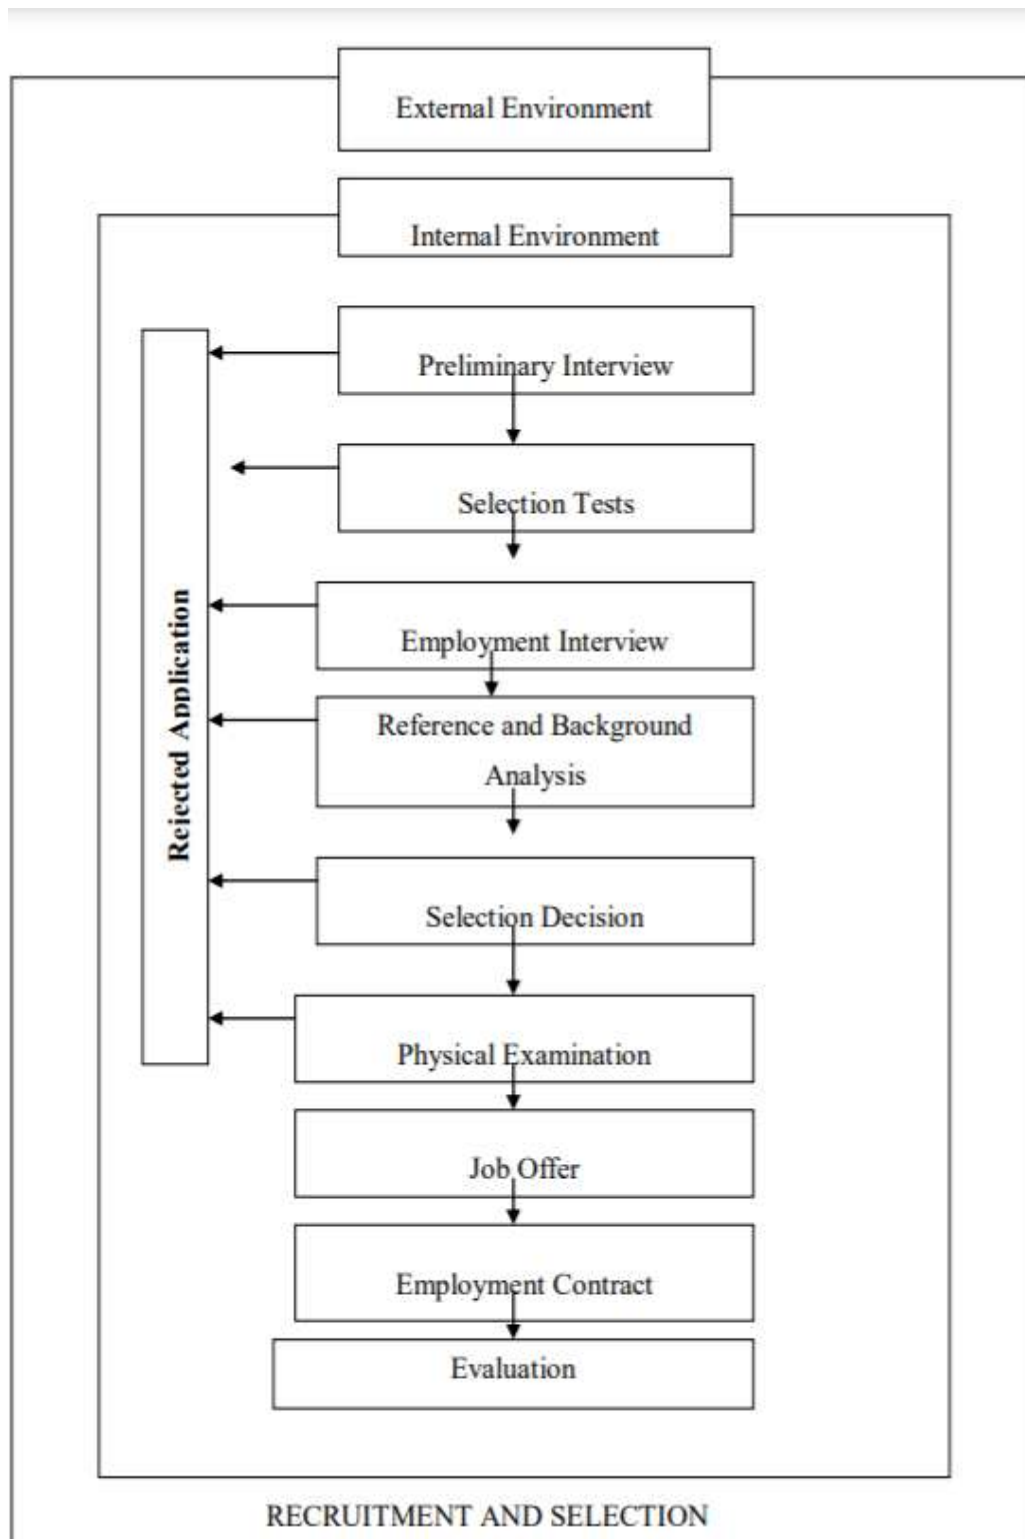 External Environment
Internal Environment
Preliminary Interview
Selection Tests
Employment Interview
Reference and Background
Analysis
Rejected Application
Selection Decision
Physical Examination
Job Offer
Employment Contract
Evaluation
RECRUITMENT AND SELECTION